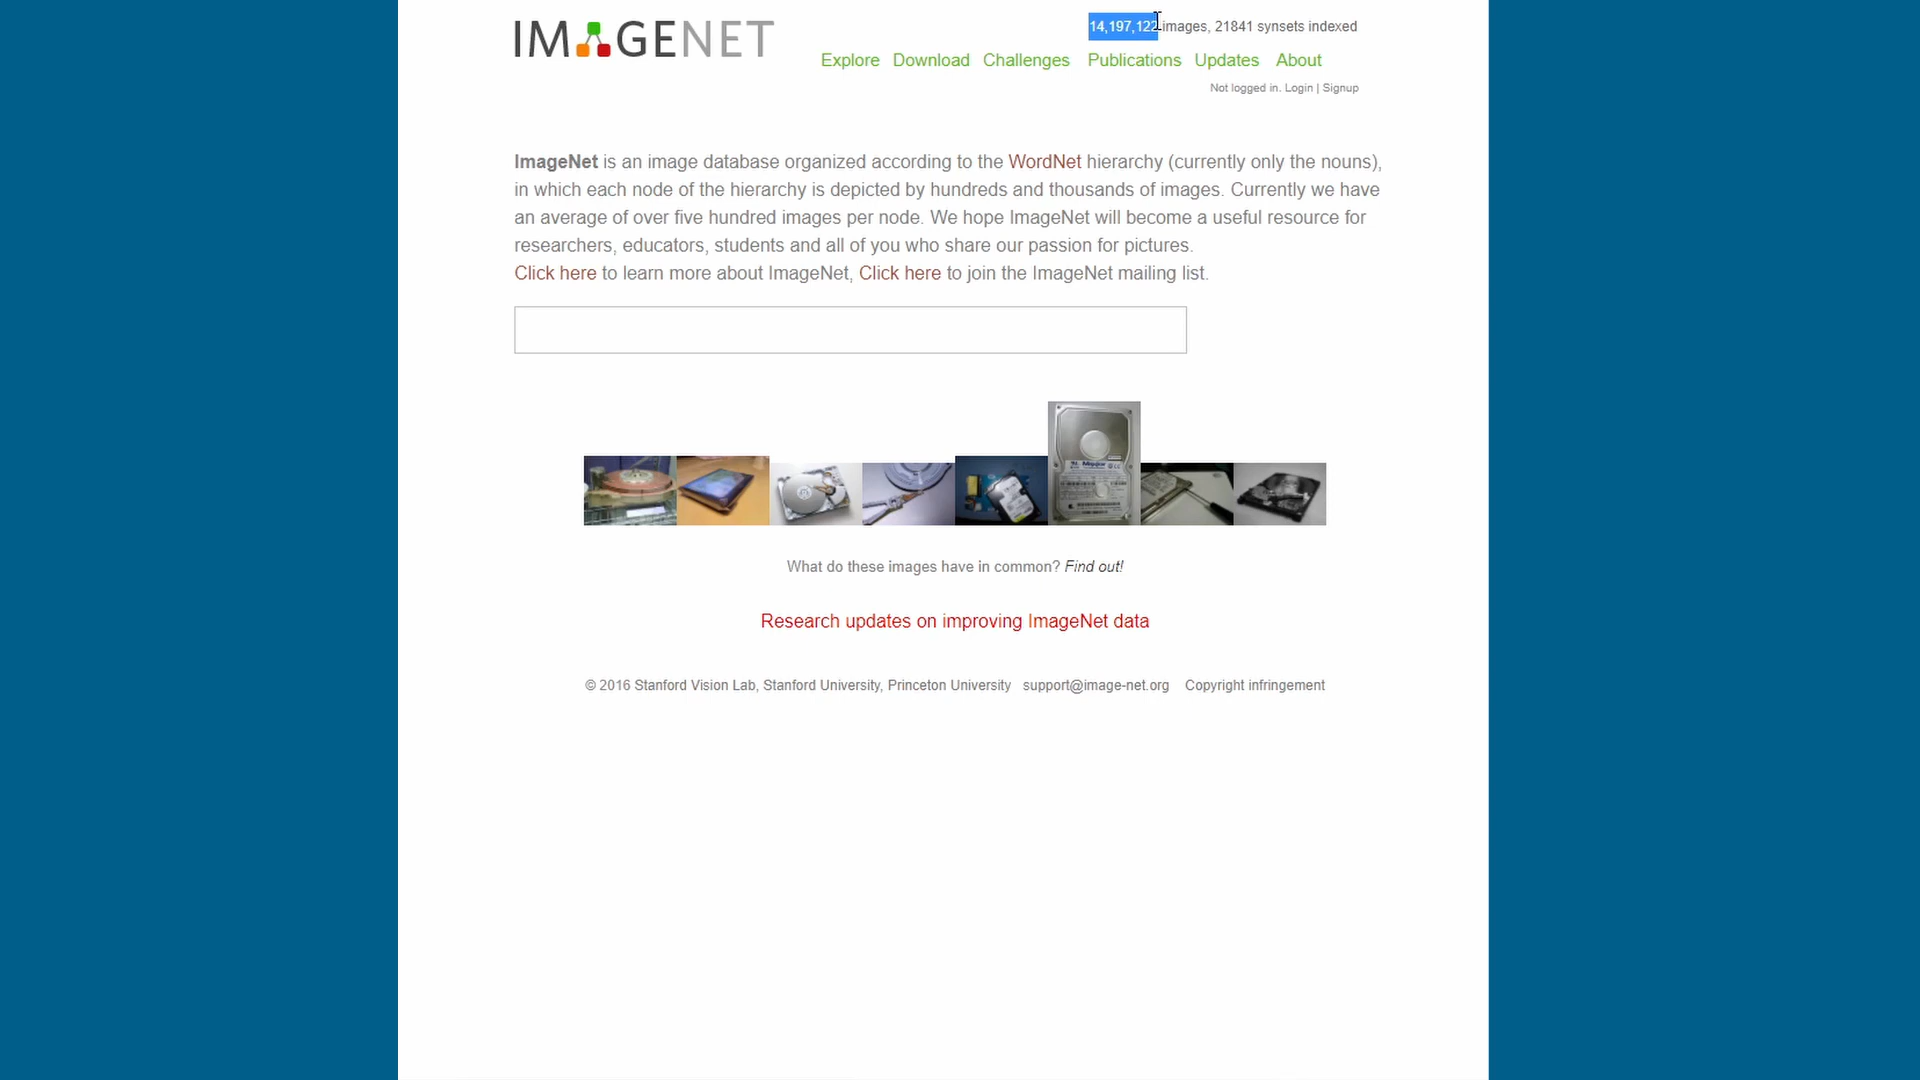 IMAGENET
14,197,122 images, 21841 synsets indexed
Explore Download Challenges Publications Updates About
Not logged in. Login | Signup
ImageNet is an image database organized according to the WordNet hierarchy (currently only the nouns),
in which each node of the hierarchy is depicted by hundreds and thousands of images. Currently we have
an average of over five hundred images per node. We hope ImageNet will become a useful resource for
researchers, educators, students and all of you who share our passion for pictures.
Click here to learn more about ImageNet, Click here to join the ImageNet mailing list.
What do these images have in common? Find out!
Research updates on improving ImageNet data
© 2016 Stanford Vision Lab, Stanford University, Princeton University support@image-net.org Copyright infringement